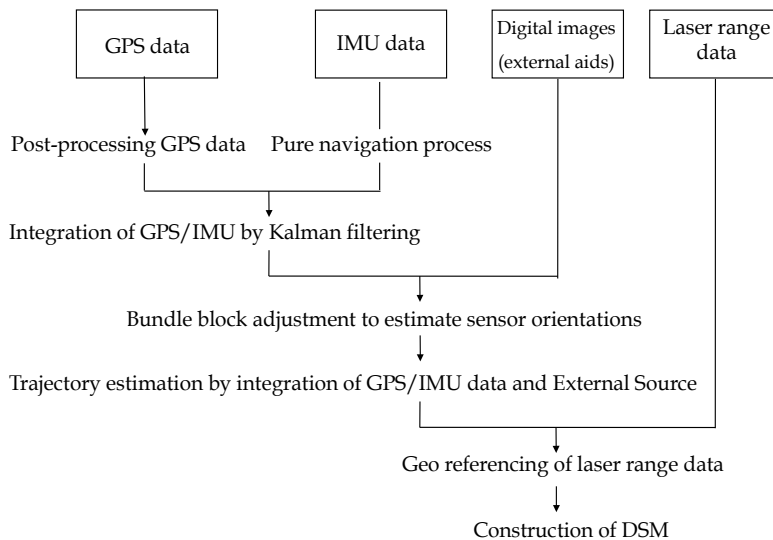 GPS data
IMU data
Digital images
(external aids)
Laser range
data
Post-processing GPS data
Pure navigation process
Integration of GPS/IMU by Kalman filtering
Bundle block adjustment to estimate sensor orientations
Trajectory estimation by integration of GPS/IMU data and External Source
Geo referencing of laser range data
Construction of DSM